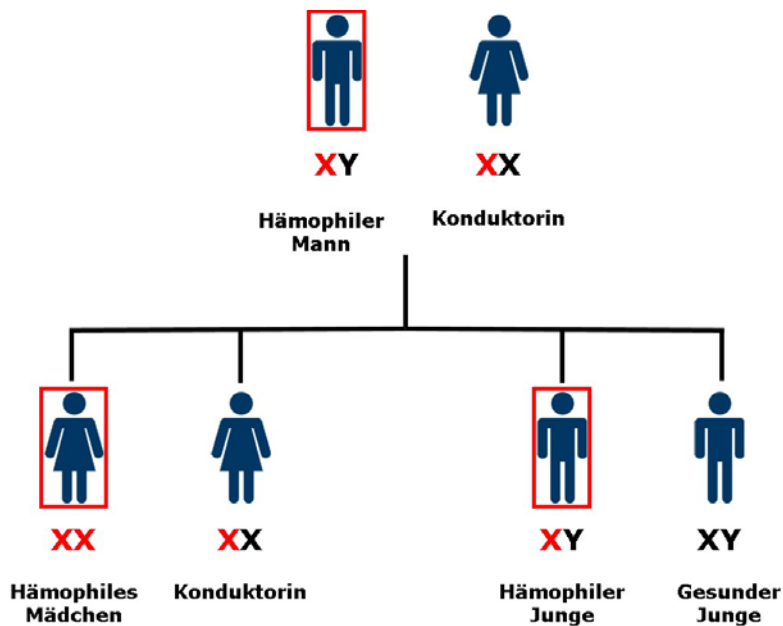 XY XX
Hämophiler Mann
Konduktorin
XX XX XY XY
Hämophiles Mädchen
Konduktorin
Hämophiler Junge
Gesunder Junge